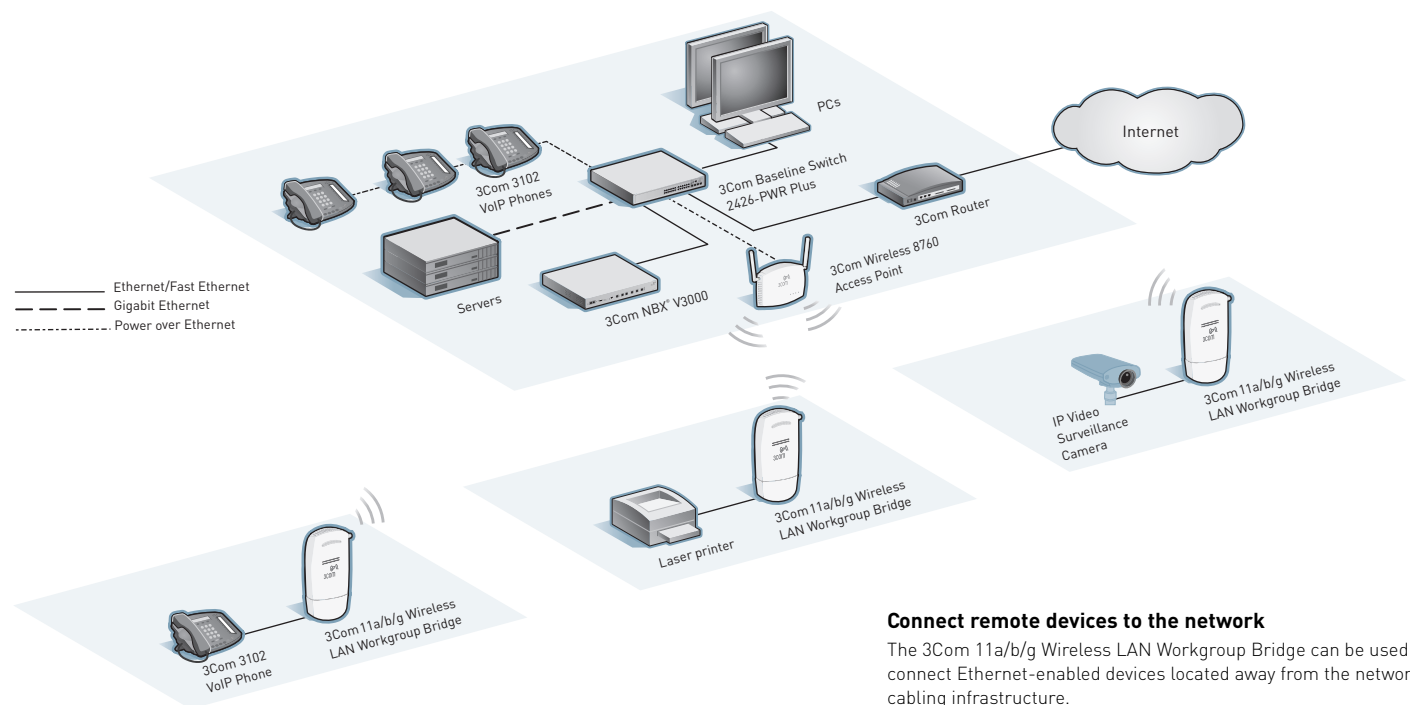 PCs
Internet
3Com 3102
VoIP Phones
3Com Baseline Switch
2426-PWR Plus
3Com Router
3Com Wireless 8760
Access Point
Servers
3Com NBX® V3000
Ethernet/Fast Ethernet
Gigabit Ethernet
Power over Ethernet
3Com
3Com 11a/b/g Wireless
LAN Workgroup Bridge
IP Video
Surveillance
Camera
3Com
3Com 11a/b/g Wireless
LAN Workgroup Bridge
Laser printer
3Com
3Com 11a/b/g Wireless
LAN Workgroup Bridge
3Com 3102
VoIP Phone
3Com
Connect remote devices to the network
The 3Com 11a/b/g Wireless LAN Workgroup Bridge can be used
connect Ethernet-enabled devices located away from the networ
cabling infrastructure.